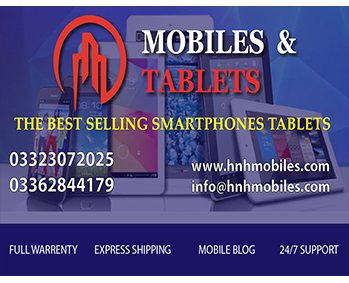 MOBILES &
TABLETS
THE BEST SELLING SMARTPHONES TABLETS
03323072025 www.hnhmobiles.com
03362844179 info@hnhmobiles.com
FULL WARRENTY EXPRESS SHIPPING MOBILE BLOG 24/7 SUPPORT